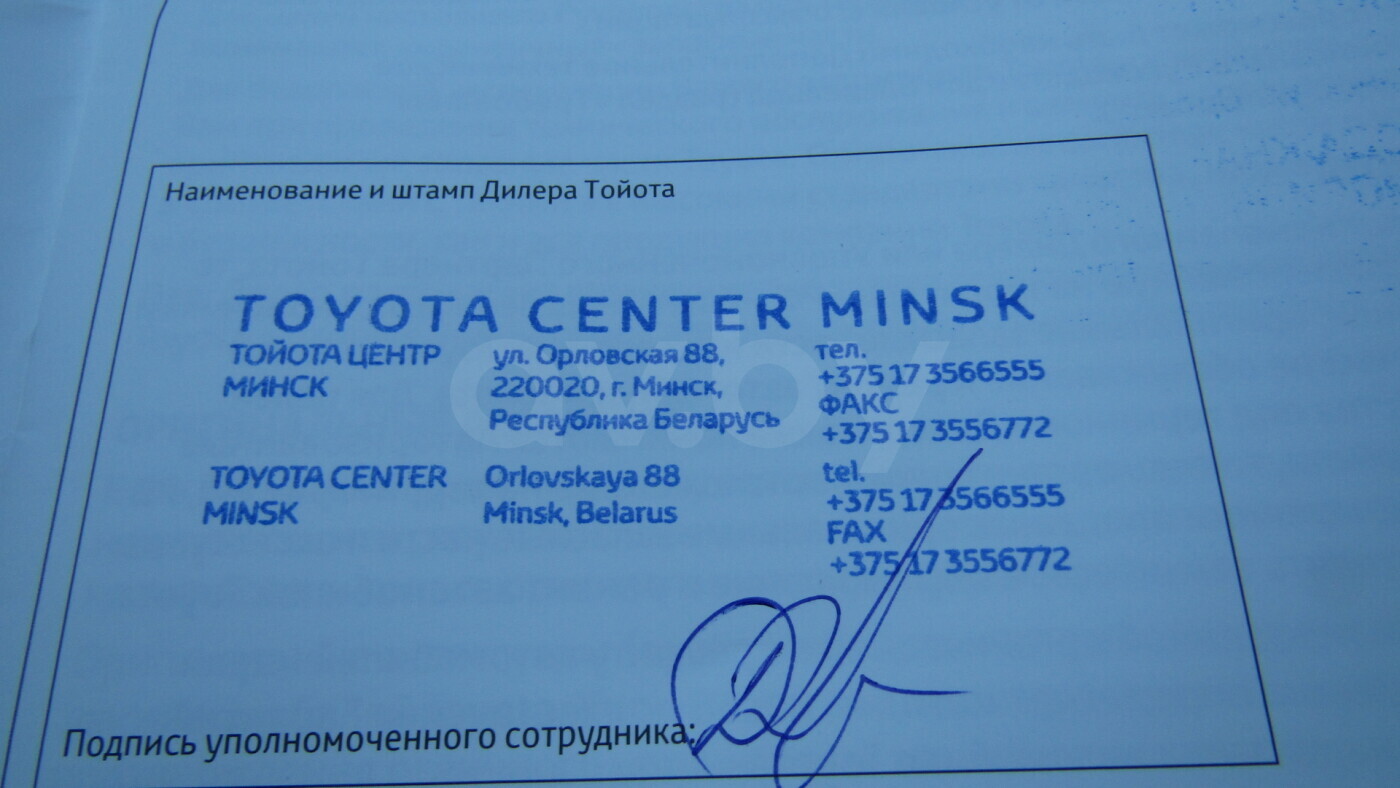 Наименование и штамп Дилера Тойота
TOYOTA CENTER MINSK
ТОЙОТА ЦЕНТР
МИНСК
ул. Орловская 88,
220020, г. Минск,
Республика Беларусь
тел.
+375 17 3566555
ФАКС
+375 17 3556772
TOYOTA CENTER
MINSK
Orlovskaya 88
Minsk, Belarus
tel.
+375 17 3566555
FAX
+375 17 3556772
av.by
Подпись уполномоченного сотрудника: